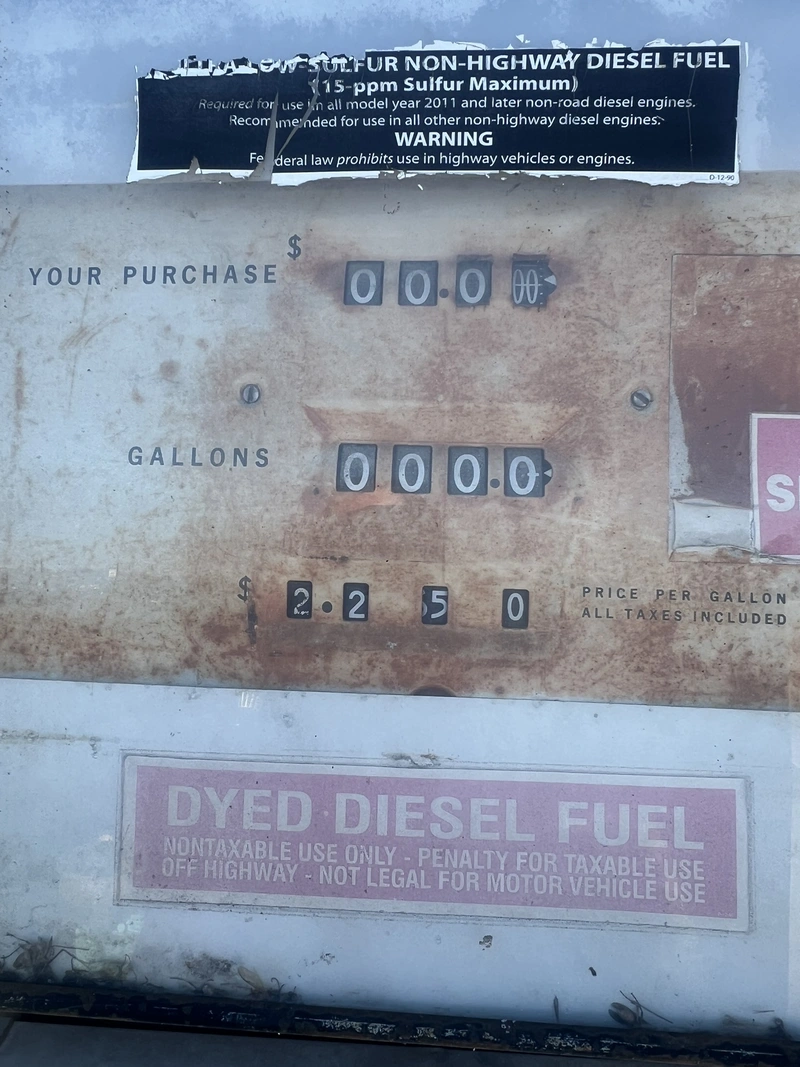 LOW-SULFUR NON-HIGHWAY DIESEL FUEL
(15-ppm Sulfur Maximum)
Required for use in all model year 2011 and later non-road diesel engines.
Recommended for use in all other non-highway diesel engines.
WARNING
Federal law prohibits use in highway vehicles or engines.
D-12-90
YOUR PURCHASE $ 00.000
GALLONS 000.0
$ 2.2 5 0 PRICE PER GALLON
ALL TAXES INCLUDED
S
DYED DIESEL FUEL
NONTAXABLE USE ONLY - PENALTY FOR TAXABLE USE
OFF HIGHWAY - NOT LEGAL FOR MOTOR VEHICLE USE